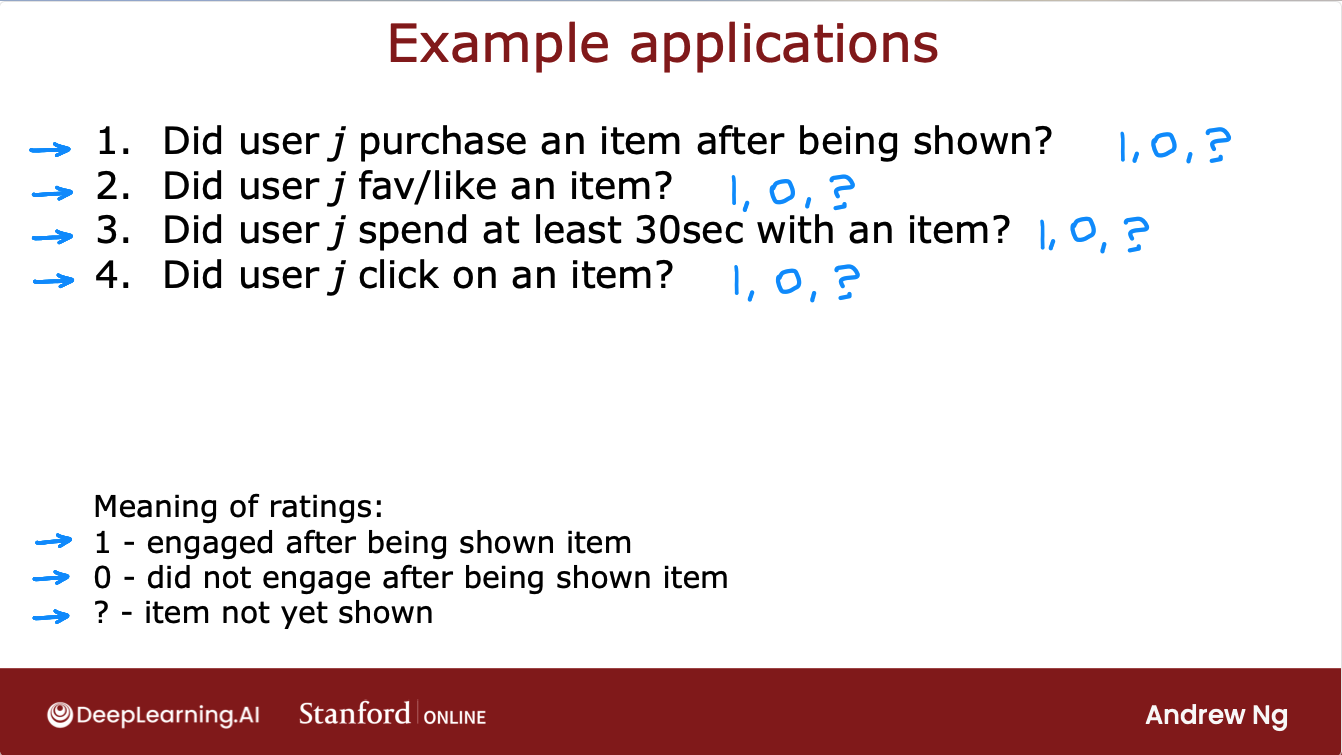 Example applications
→ 1. Did user j purchase an item after being shown? 1, 0, ?
→ 2. Did user j fav/like an item? 1, 0, ?
→ 3. Did user j spend at least 30sec with an item? 1, 0, ?
→ 4. Did user j click on an item? 1, 0, ?
Meaning of ratings:
→ 1 - engaged after being shown item
→ 0 - did not engage after being shown item
→ ? - item not yet shown
DeepLearning.AI Stanford ONLINE Andrew Ng